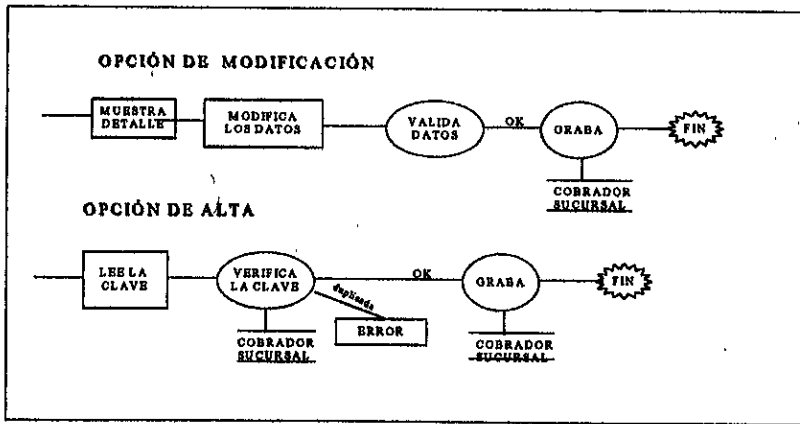 OPCIÓN DE MODIFICACIÓN
MUESTRA
DETALLE
MODIFICA
LOS DATOS
VALIDA
DATOS
OK
GRABA
FIN
COBRADOR
SUCURSAL
OPCIÓN DE ALTA
LEE LA
CLAVE
VERIFICA
LA CLAVE
OK
GRABA
FIN
duplicada
ERROR
COBRADOR
SUCURSAL
COBRADOR
SUCURSAL